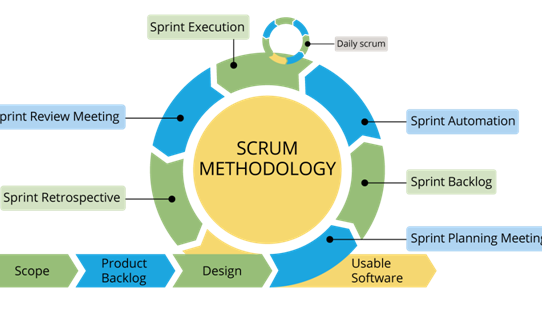 Sprint Execution
Daily scrum
print Review Meeting
Sprint Automation
SCRUM
METHODOLOGY
Sprint Retrospective
Sprint Backlog
Sprint Planning Meeting
Scope
Product
Backlog
Design
Usable
Software